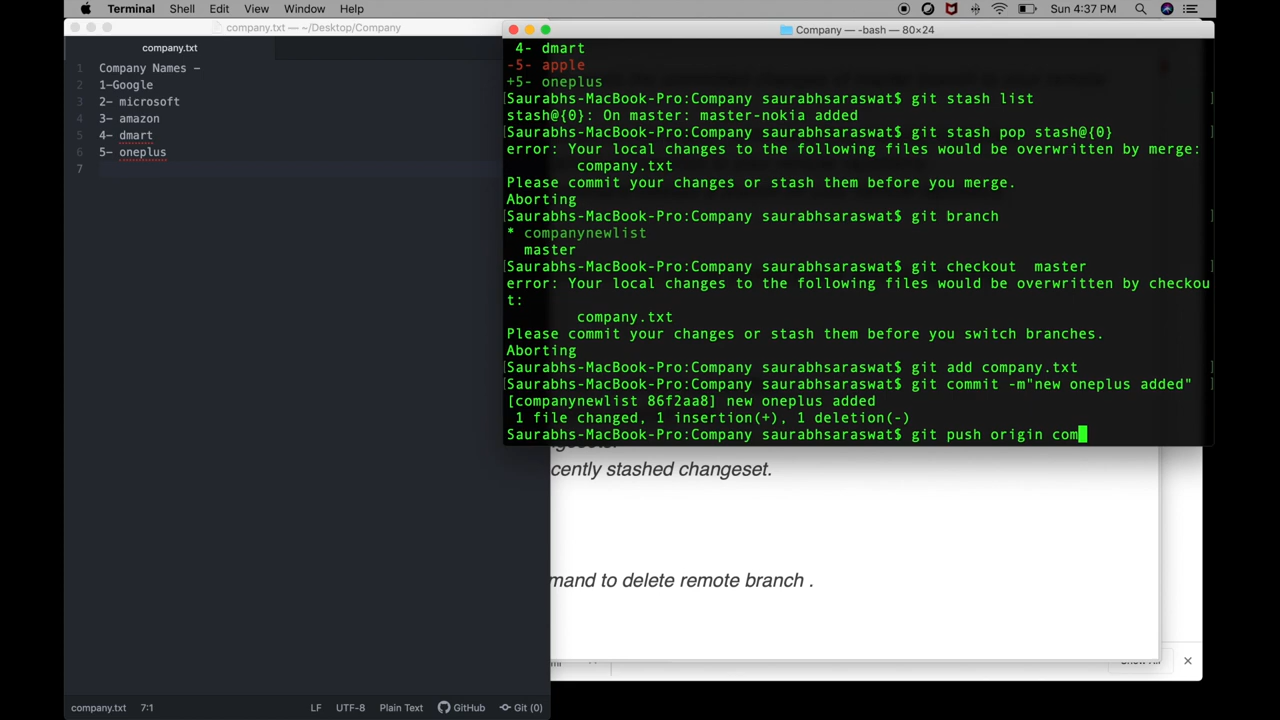 Terminal Shell Edit View Window Help Sun 4:37 PM
company.txt — ~/Desktop/Company
company.txt
1 Company Names –
2 1-Google
3 2- microsoft
4 3- amazon
5 4- dmart
6 5- oneplus
7
company.txt 7:1 LF UTF-8 Plain Text GitHub Git (0)
Company — -bash — 80×24
4- dmart
-5- apple
+5- oneplus
[Saurabhs-MacBook-Pro:Company saurabhsaraswat$ git stash list ]
stash@{0}: On master: master-nokia added
[Saurabhs-MacBook-Pro:Company saurabhsaraswat$ git stash pop stash@{0} ]
error: Your local changes to the following files would be overwritten by merge:
company.txt
Please commit your changes or stash them before you merge.
Aborting
[Saurabhs-MacBook-Pro:Company saurabhsaraswat$ git branch ]
* companynewlist
master
[Saurabhs-MacBook-Pro:Company saurabhsaraswat$ git checkout  master ]
error: Your local changes to the following files would be overwritten by checkou
t:
company.txt
Please commit your changes or stash them before you switch branches.
Aborting
[Saurabhs-MacBook-Pro:Company saurabhsaraswat$ git add company.txt ]
[Saurabhs-MacBook-Pro:Company saurabhsaraswat$ git commit -m"new oneplus added" ]
[companynewlist 86f2aa8] new oneplus added
1 file changed, 1 insertion(+), 1 deletion(-)
Saurabhs-MacBook-Pro:Company saurabhsaraswat$ git push origin com
cently stashed changeset.
mand to delete remote branch .